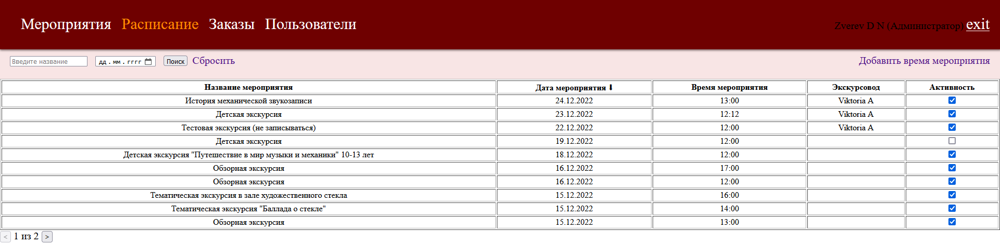 Мероприятия Расписание Заказы Пользователи Zverev D N (Администратор) exit
Введите название дд.мм.гггг Поиск Сбросить Добавить время мероприятия
Название мероприятия Дата мероприятия ⬇ Время мероприятия Экскурсовод Активность
История механической звукозаписи 24.12.2022 13:00 Viktoria A
Детская экскурсия 23.12.2022 12:12 Viktoria A
Тестовая экскурсия (не записываться) 22.12.2022 12:00 Viktoria A
Детская экскурсия 19.12.2022 12:00
Детская экскурсия "Путешествие в мир музыки и механики" 10-13 лет 18.12.2022 12:00
Обзорная экскурсия 16.12.2022 17:00
Обзорная экскурсия 16.12.2022 12:00
Тематическая экскурсия в зале художественного стекла 15.12.2022 16:00
Тематическая экскурсия "Баллада о стекле" 15.12.2022 14:00
Обзорная экскурсия 15.12.2022 13:00
< 1 из 2 >